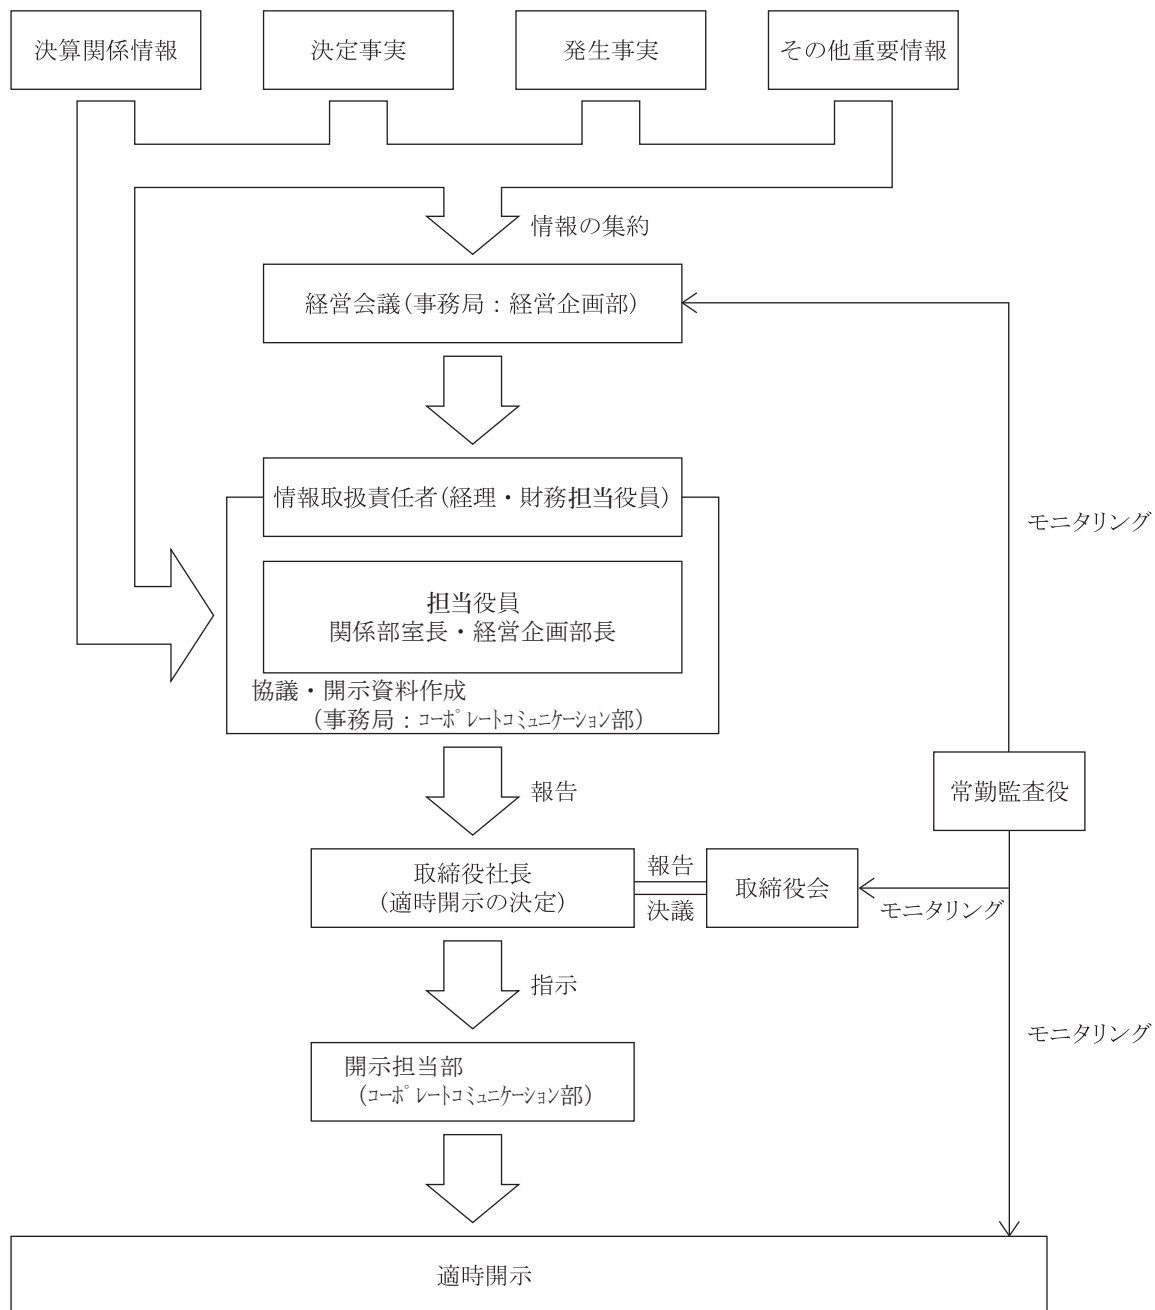 決算関係情報
決定事実
発生事実
その他重要情報
情報の集約
経営会議(事務局：経営企画部)
情報取扱責任者(経理・財務担当役員)
モニタリング
担当役員
関係部室長・経営企画部長
協議・開示資料作成
(事務局：ｺｰﾎﾟﾚｰﾄｺﾐｭﾆｹｰｼｮﾝ部)
報告
常勤監査役
取締役社長
(適時開示の決定)
報告
決議
取締役会
モニタリング
指示
モニタリング
開示担当部
(ｺｰﾎﾟﾚｰﾄｺﾐｭﾆｹｰｼｮﾝ部)
適時開示